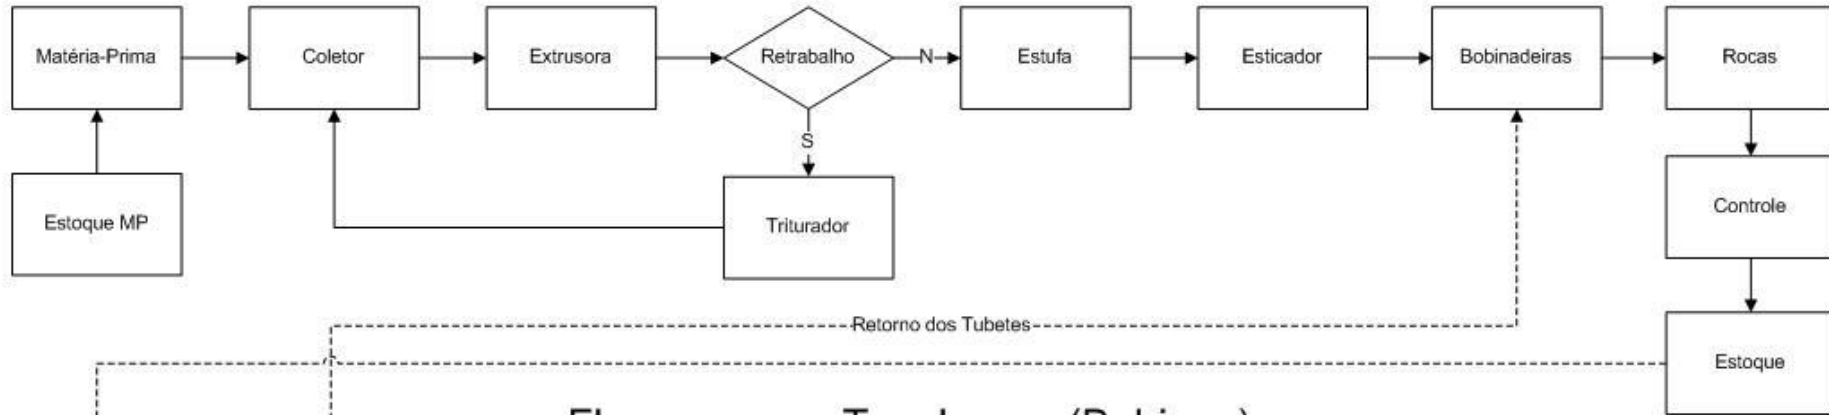 Matéria-Prima
Coletor
Extrusora
Retrabalho
N
Estufa
Esticador
Bobinadeiras
Rocas
S
Estoque MP
Triturador
Controle
Retorno dos Tubetes
Estoque